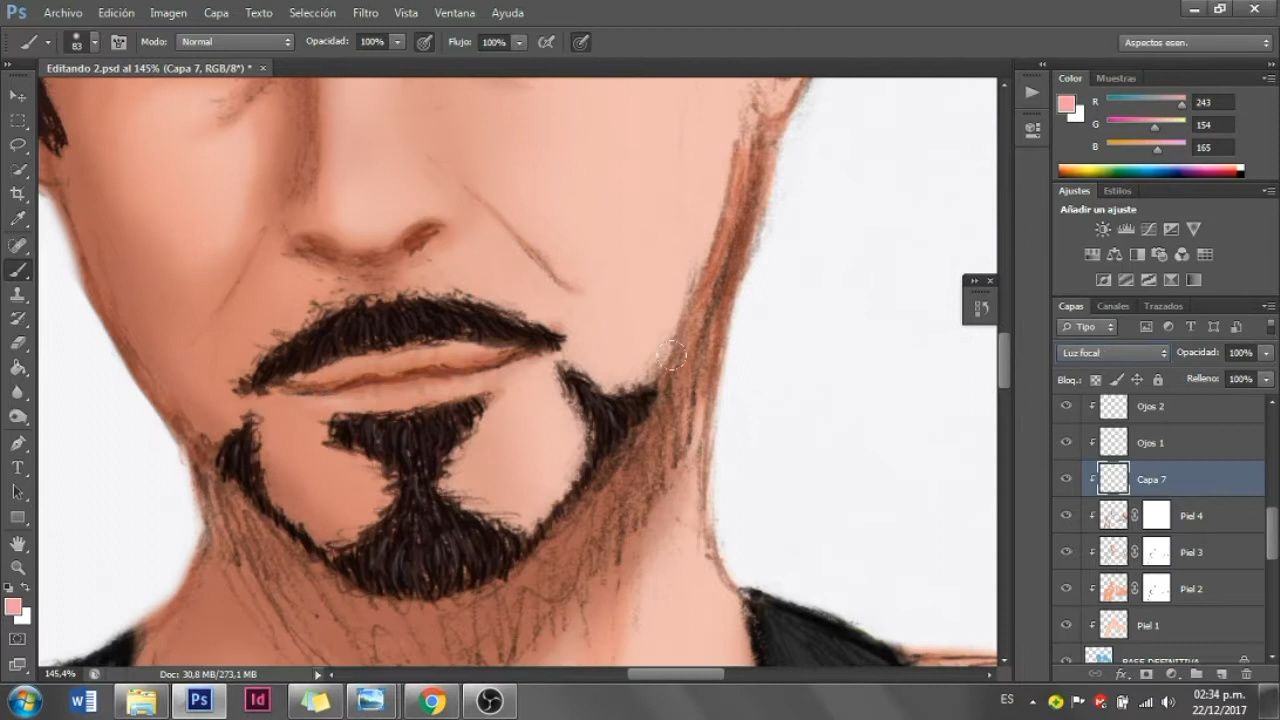 Ps Archivo Edición Imagen Capa Texto Selección Filtro Vista Ventana Ayuda
83 Modo: Normal Opacidad: 100% Flujo: 100% Aspectos esen.
Editando 2.psd al 145% (Capa 7, RGB/8*) * ×
Color Muestras
R 243
G 154
B 165
Ajustes Estilos
Añadir un ajuste
Capas Canales Trazados
Tipo
Luz focal Opacidad: 100%
Bloq.: Relleno: 100%
Ojos 2
Ojos 1
Capa 7
Piel 4
Piel 3
Piel 2
Piel 1
BASE DEFINITIVA
145,4% Doc: 30,8 MB/273,1 MB
Ps Id ES 02:34 p.m.
22/12/2017